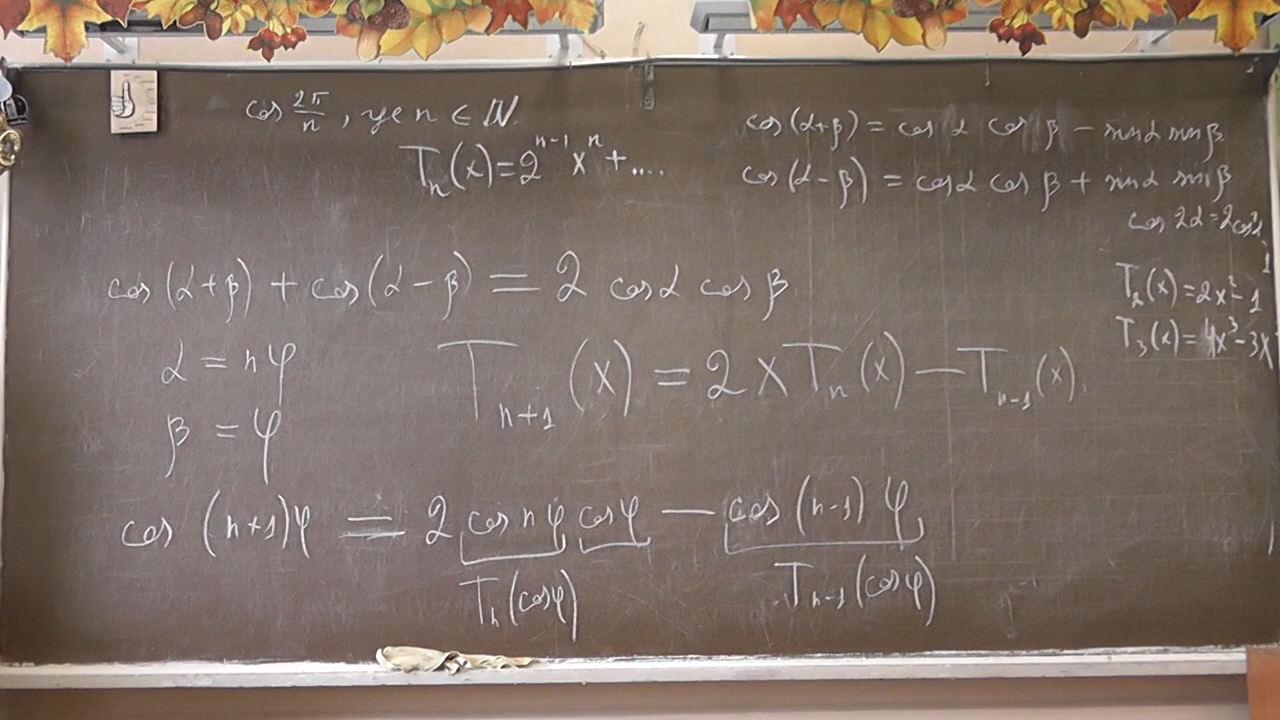 cos 2π/n, где n ∈ ℕ.
Tₙ(x) = 2ⁿ⁻¹ xⁿ + ....
cos (α+β) = cos α cos β − sin α sin β
cos (α−β) = cos α cos β + sin α sin β
cos 2α = 2cos²α − 1
T₂(x) = 2x² − 1
T₃(x) = 4x³ − 3x
cos (α+β) + cos (α−β) = 2 cos α cos β
α = nφ
β = φ
Tₙ₊₁ (x) = 2x Tₙ(x) − Tₙ₋₁(x).
cos (n+1)φ = 2 cos nφ cos φ − cos (n−1) φ
Tₙ(cos φ)
Tₙ₋₁(cos φ)